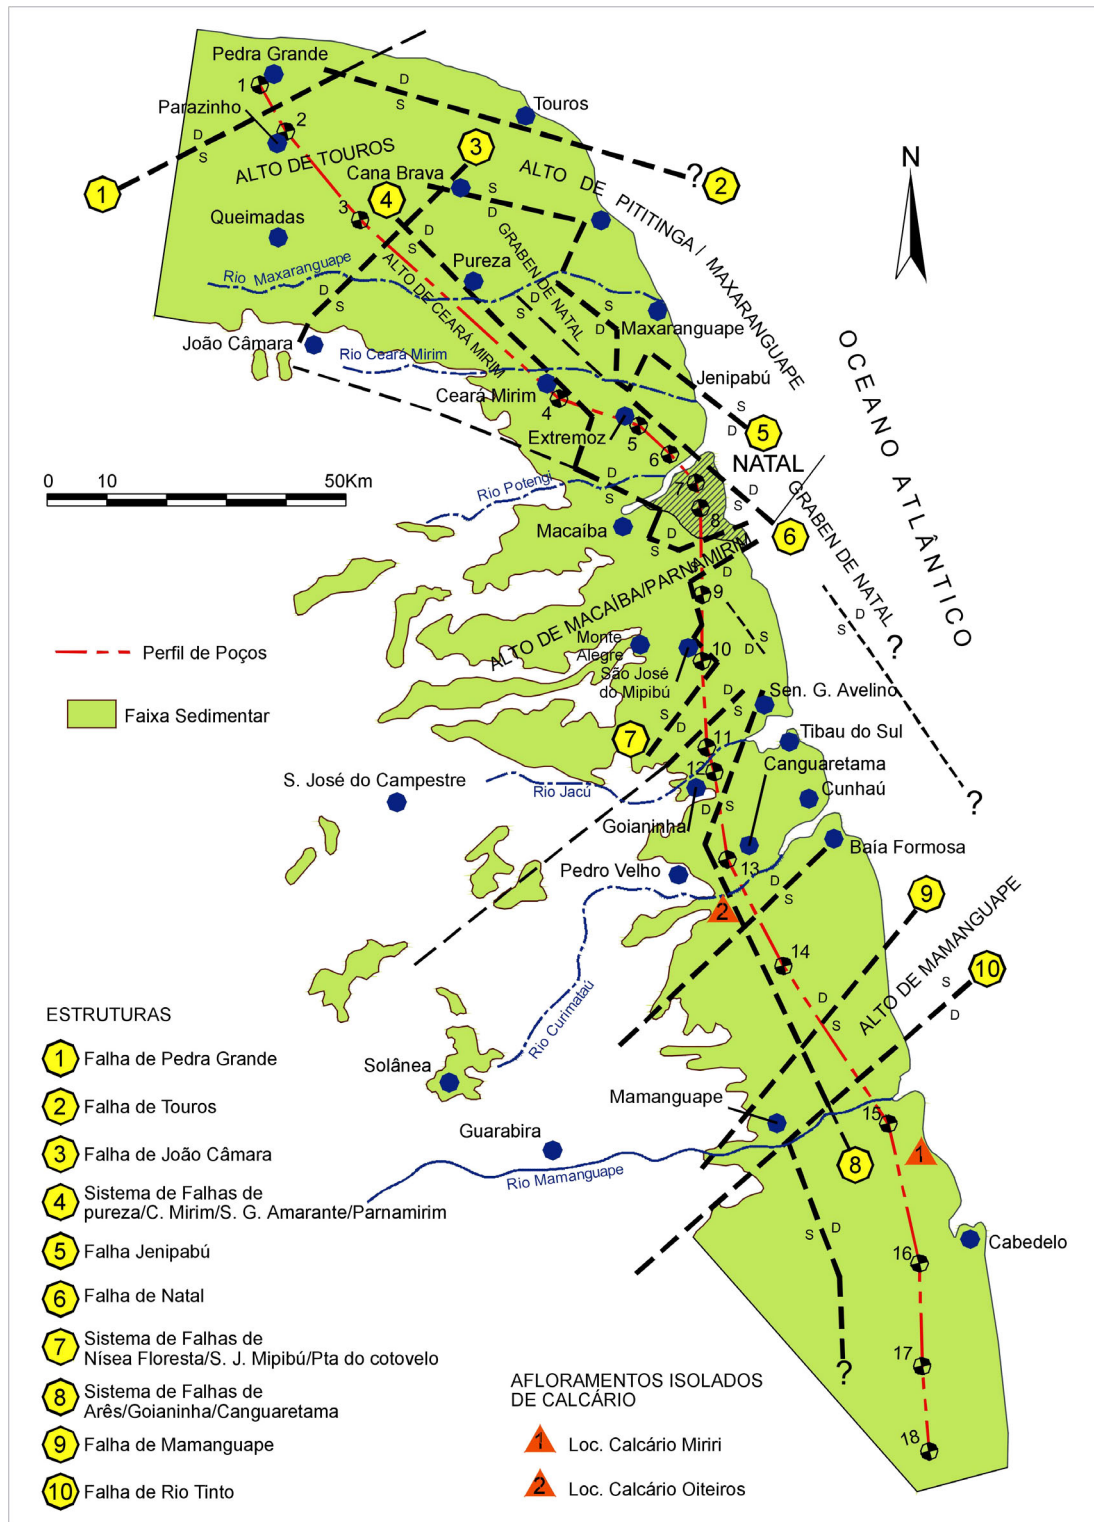 Pedra Grande
1
D
S
Touros
Parazinho
2
D
S
3
ALTO DE TOUROS
Cana Brava
ALTO DE PITITINGA / MAXARANGUAPE
?
2
1
4
S
D
3
Queimadas
D
S
GRABEN DE NATAL
N
Pureza
Rio Maxaranguape
ALTO DE CEARÁ MIRIM
D
S
D
S
S
D
Maxaranguape
João Câmara
Rio Ceará Mirim
Jenipabú
OCEANO ATLÂNTICO
Ceará Mirim
4
S
D
5
Extremoz
5
6
0 10 50Km
NATAL
D
S
Rio Potengi
7
D
S
GRABEN DE NATAL
8
Macaíba
D
S
6
ALTO DE MACAÍBA/PARNAMIRIM
D
9
D
S
?
Perfil de Poços
Monte
Alegre
10
S
D
São José
do Mipibú
D
S
Sen. G. Avelino
Faixa Sedimentar
S
D
7
11
Tibau do Sul
Canguaretama
12
S. José do Campestre
Rio Jacú
Cunhaú
?
D
S
Goianinha
Baía Formosa
Pedro Velho
13
D
S
2
9
14
ALTO DE MAMANGUAPE
10
S
D
Rio Curimataú
D
S
ESTRUTURAS
1 Falha de Pedra Grande
Solânea
2 Falha de Touros
Mamanguape
15
Guarabira
3 Falha de João Câmara
1
8
Rio Mamanguape
4 Sistema de Falhas de
pureza/C. Mirim/S. G. Amarante/Parnamirim
S
D
Cabedelo
5 Falha Jenipabú
16
6 Falha de Natal
7 Sistema de Falhas de
Nísea Floresta/S. J. Mipibú/Pta do cotovelo
17
?
8 Sistema de Falhas de
Arês/Goianinha/Canguaretama
AFLORAMENTOS ISOLADOS
DE CALCÁRIO
9 Falha de Mamanguape
1 Loc. Calcário Miriri
18
10 Falha de Rio Tinto
2 Loc. Calcário Oiteiros